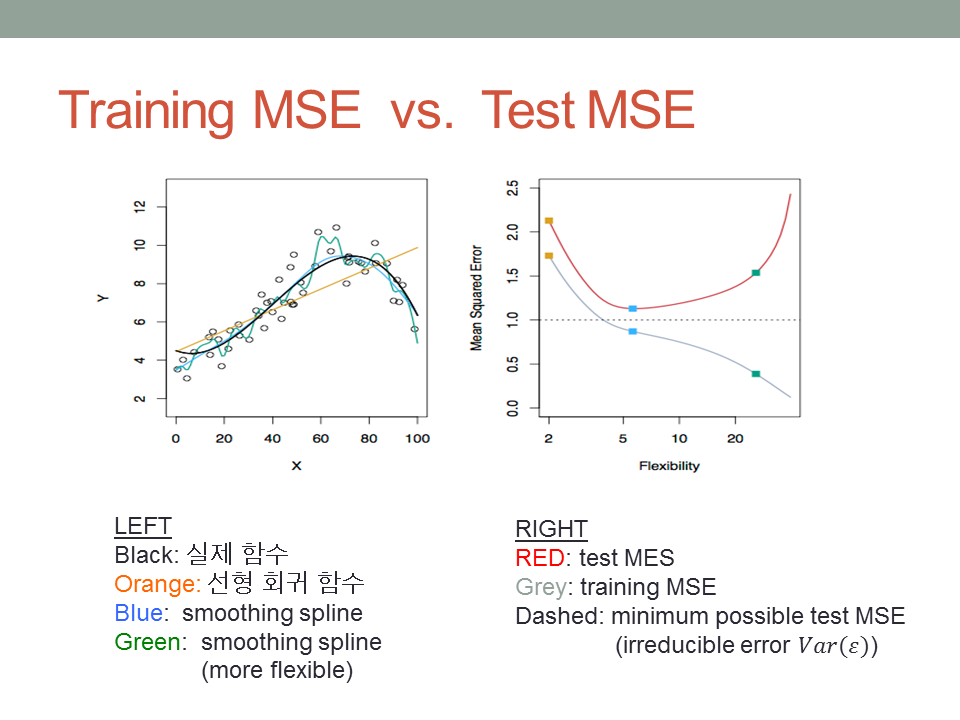 Training MSE vs. Test MSE
12
10
8
6
4
2
Y
0 20 40 60 80 100
X
2.5
2.0
1.5
1.0
0.5
0.0
Mean Squared Error
2 5 10 20
Flexibility
LEFT
Black: 실제 함수
Orange: 선형 회귀 함수
Blue: smoothing spline
Green: smoothing spline
(more flexible)
RIGHT
RED: test MES
Grey: training MSE
Dashed: minimum possible test MSE
(irreducible error 𝑉𝑎𝑟(𝜀))